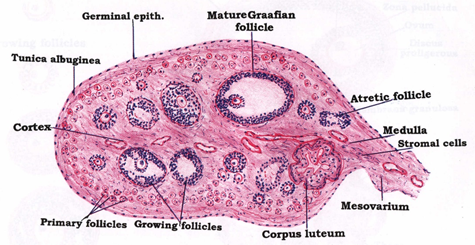 Germinal epith.
Mature Graafian
follicle
Tunica albuginea
Atretic follicle
Cortex
Medulla
Stromal cells
Mesovarium
Primary follicles
Growing follicles
Corpus luteum